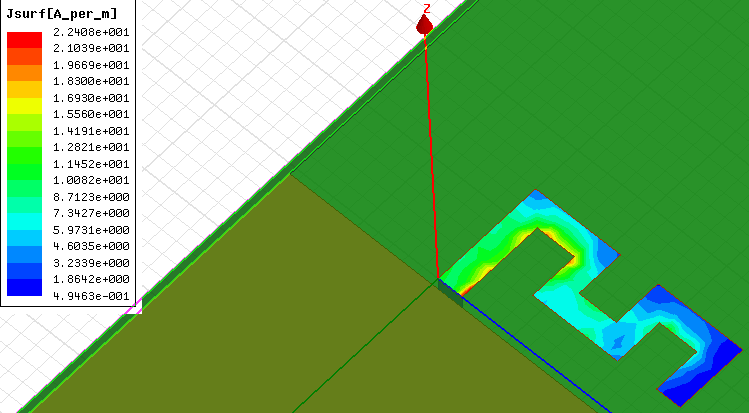 Jsurf[A_per_m]
2.2408e+001
2.1039e+001
1.9669e+001
1.8300e+001
1.6930e+001
1.5560e+001
1.4191e+001
1.2821e+001
1.1452e+001
1.0082e+001
8.7123e+000
7.3427e+000
5.9731e+000
4.6035e+000
3.2339e+000
1.8642e+000
4.9463e-001
Z